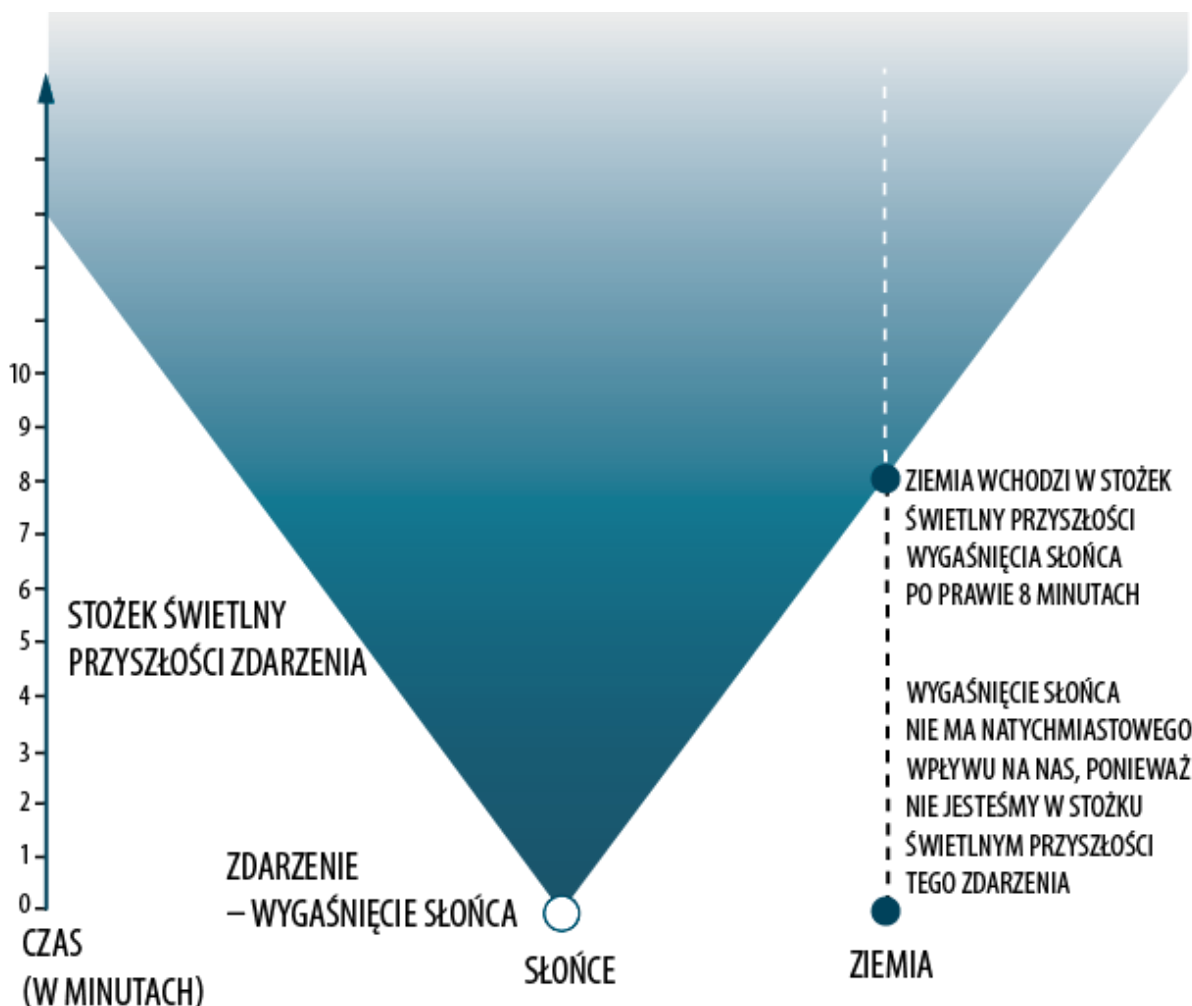 10
9
8
7
6
5
4
3
2
1
0
CZAS
(W MINUTACH)
STOŻEK ŚWIETLNY
PRZYSZŁOŚCI ZDARZENIA
ZDARZENIE
– WYGAŚNIĘCIE SŁOŃCA
SŁOŃCE
ZIEMIA WCHODZI W STOŻEK
ŚWIETLNY PRZYSZŁOŚCI
WYGAŚNIĘCIA SŁOŃCA
PO PRAWIE 8 MINUTACH
WYGAŚNIĘCIE SŁOŃCA
NIE MA NATYCHMIASTOWEGO
WPŁYWU NA NAS, PONIEWAŻ
NIE JESTEŚMY W STOŻKU
ŚWIETLNYM PRZYSZŁOŚCI
TEGO ZDARZENIA
ZIEMIA